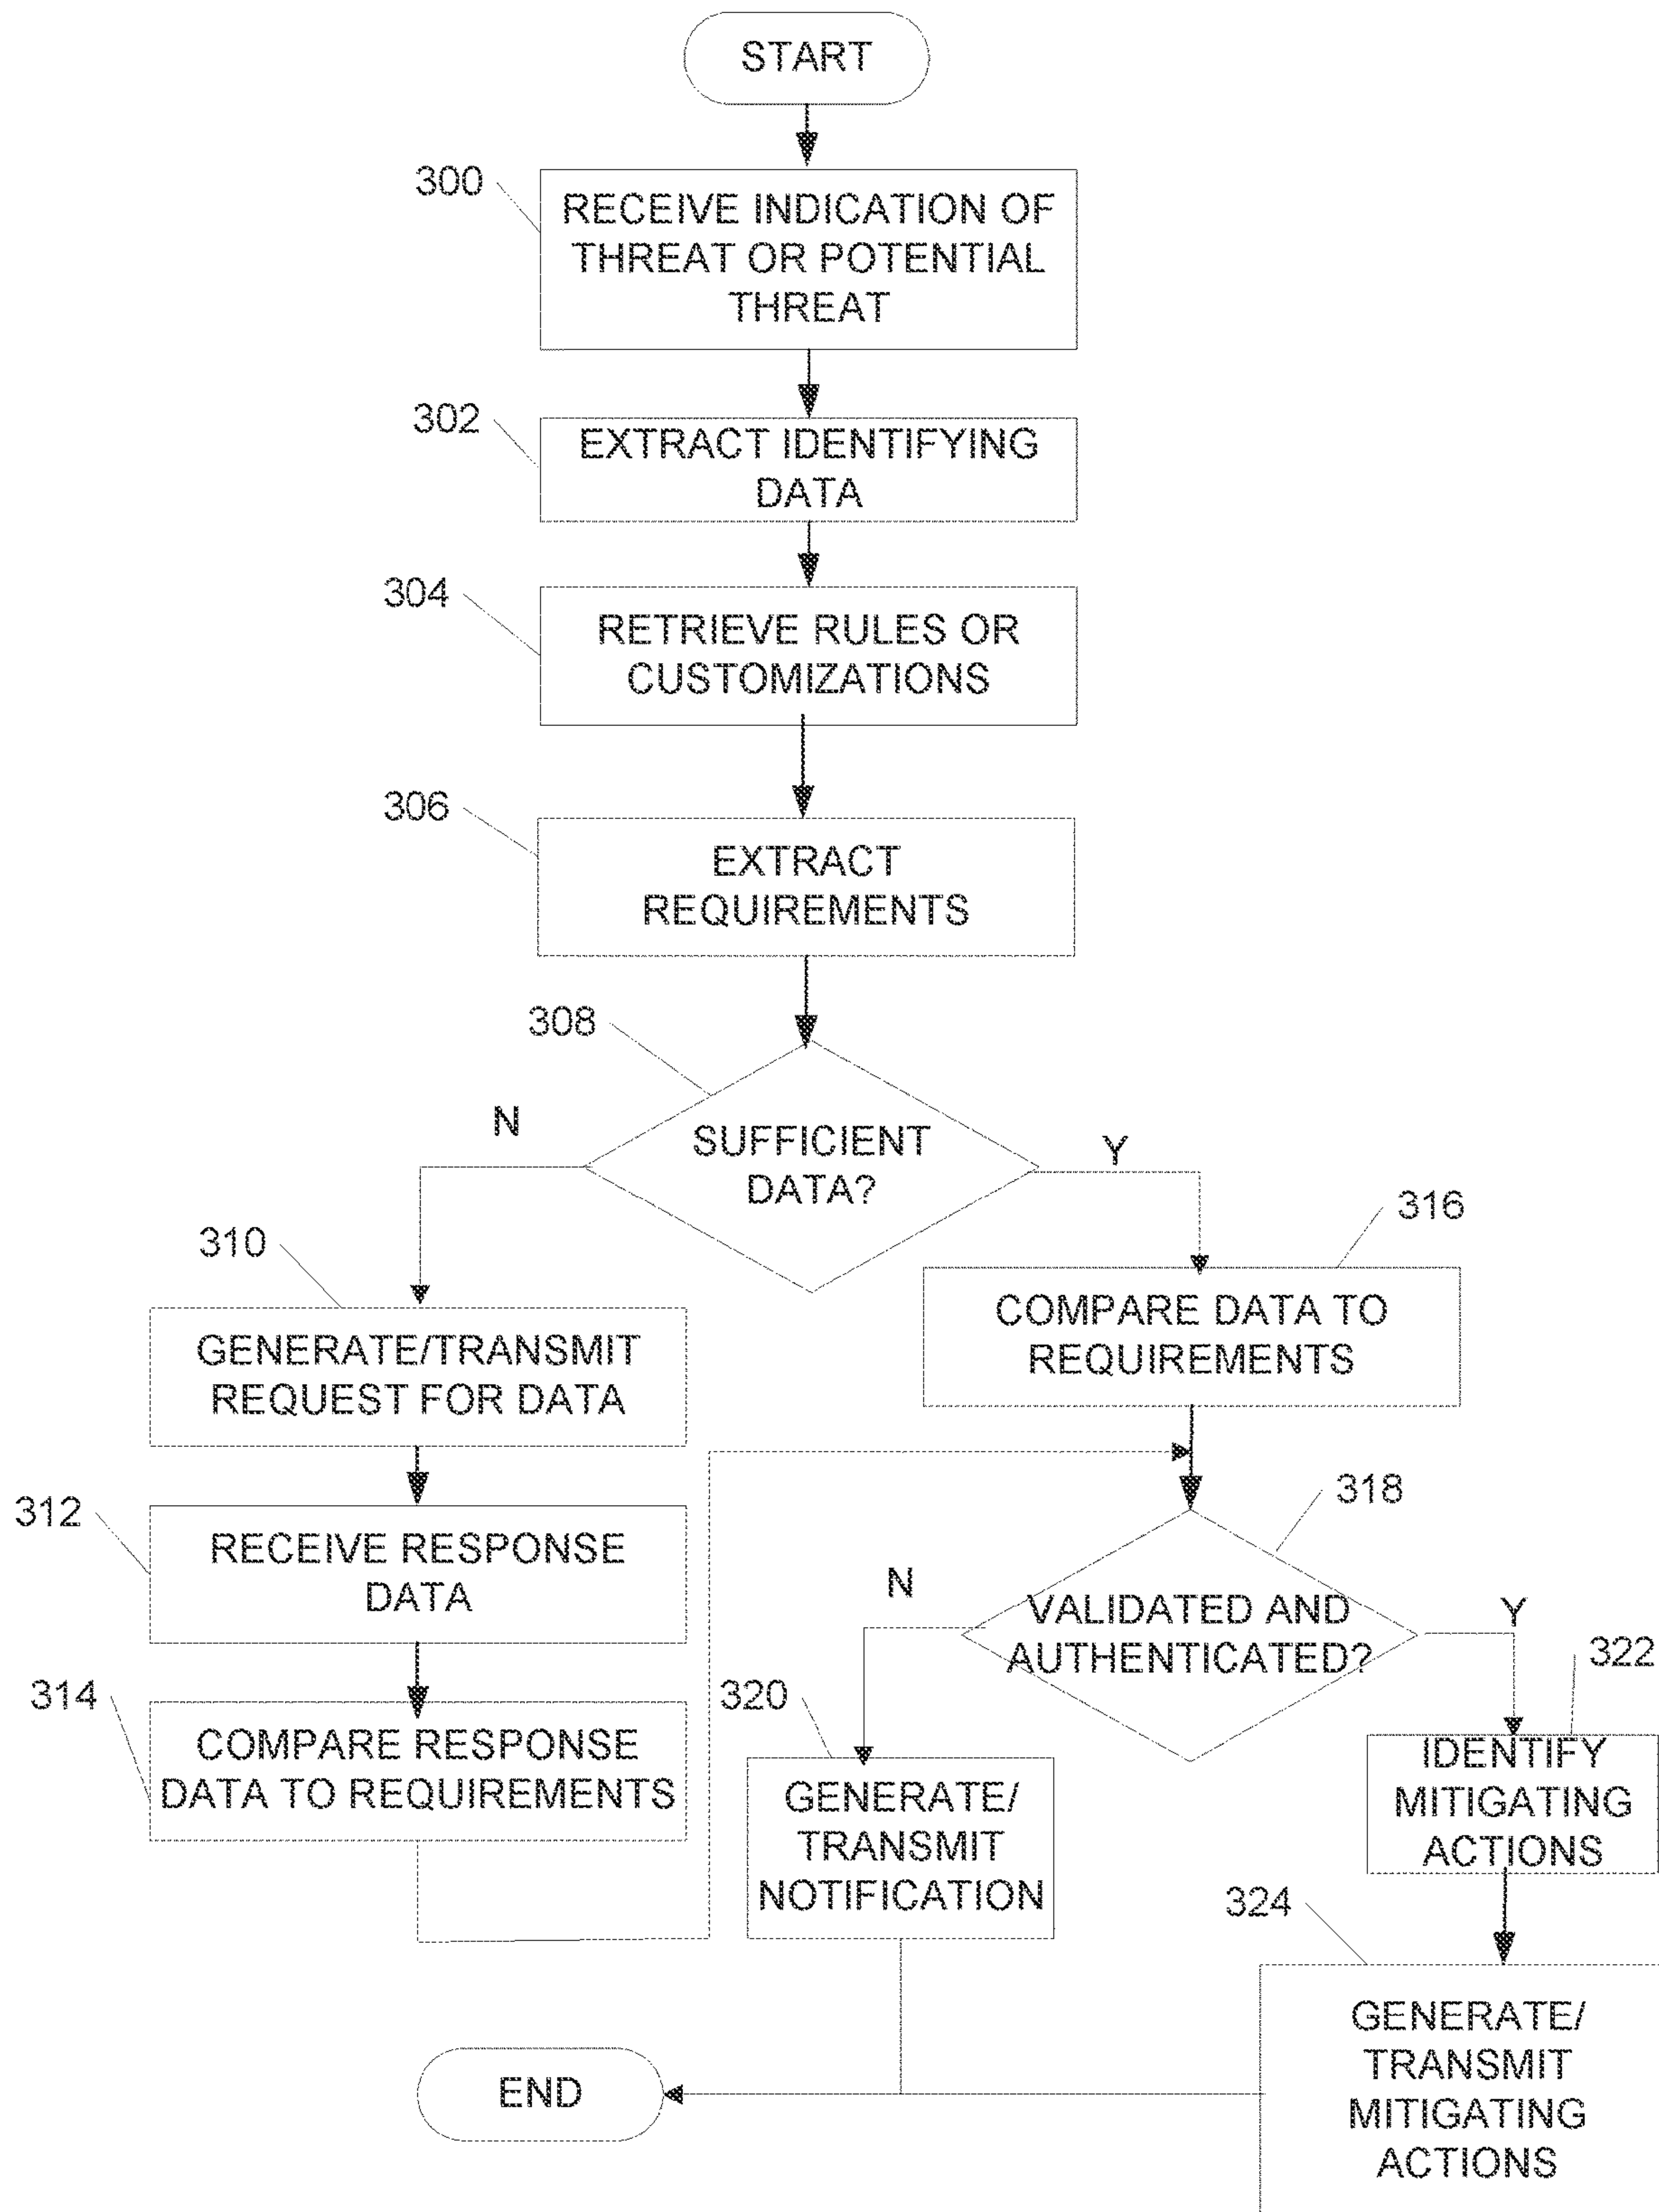 START
300
RECEIVE INDICATION OF
THREAT OR POTENTIAL
THREAT
302
EXTRACT IDENTIFYING
DATA
304
RETRIEVE RULES OR
CUSTOMIZATIONS
306
EXTRACT
REQUIREMENTS
308
N
SUFFICIENT
DATA?
Y
310
GENERATE/TRANSMIT
REQUEST FOR DATA
316
COMPARE DATA TO
REQUIREMENTS
312
RECEIVE RESPONSE
DATA
314
COMPARE RESPONSE
DATA TO REQUIREMENTS
318
N
VALIDATED AND
AUTHENTICATED?
Y
320
GENERATE/
TRANSMIT
NOTIFICATION
322
IDENTIFY
MITIGATING
ACTIONS
324
GENERATE/
TRANSMIT
MITIGATING
ACTIONS
END